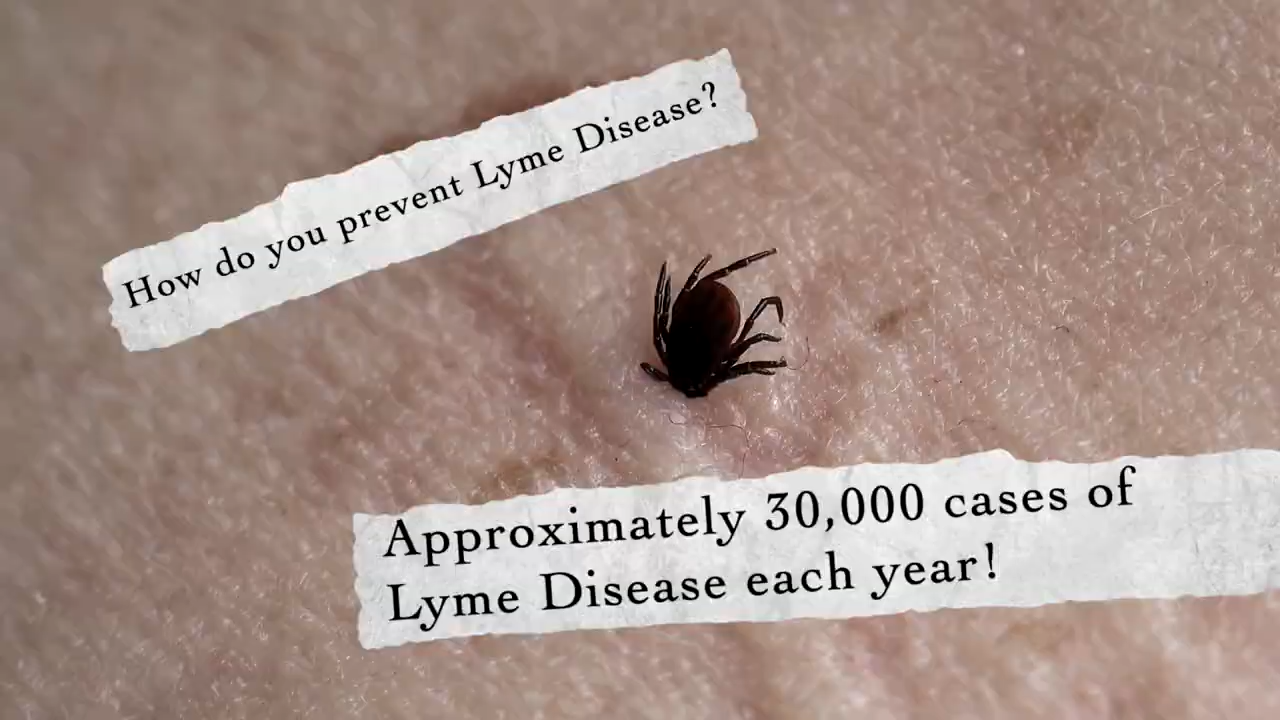 How do you prevent Lyme Disease?
Approximately 30,000 cases of
Lyme Disease each year!